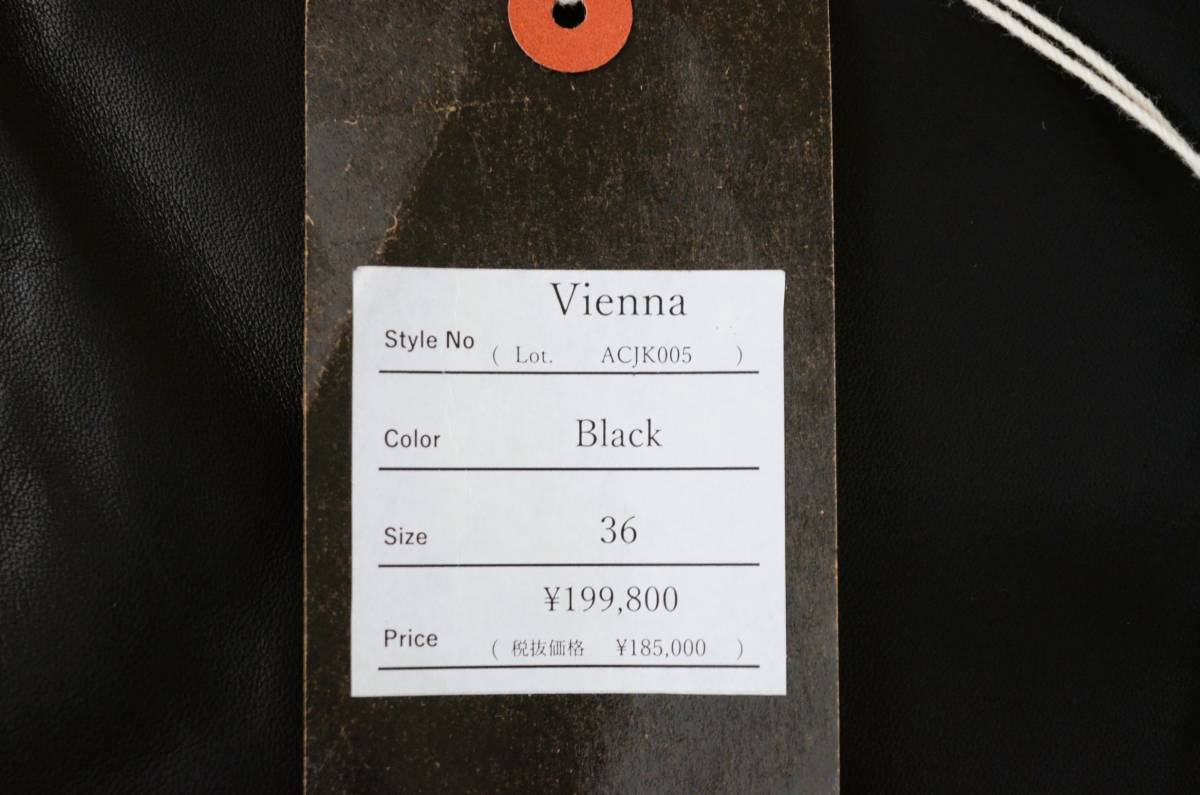 Vienna
Style No ( Lot. ACJK005 )
Color Black
Size 36
¥199,800
Price ( 税抜価格 ¥185,000 )